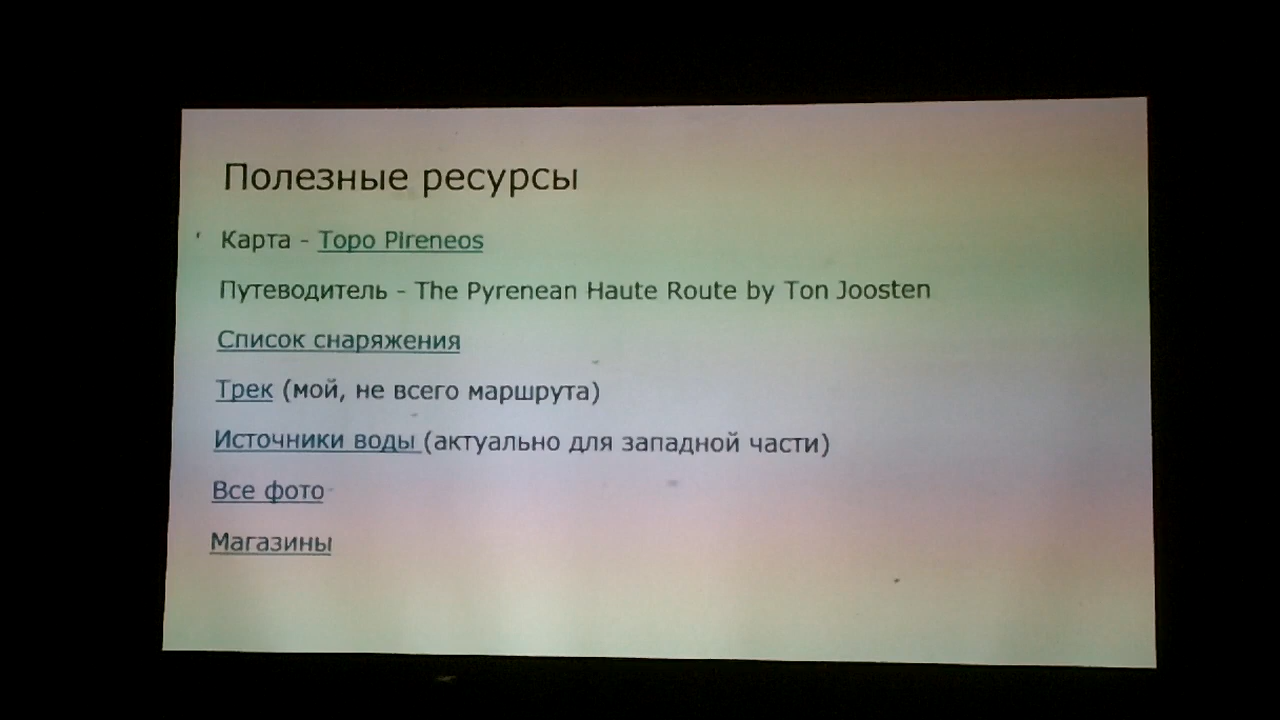 Полезные ресурсы
Карта - Topo Pireneos
Путеводитель - The Pyrenean Haute Route by Ton Joosten
Список снаряжения
Трек (мой, не всего маршрута)
Источники воды (актуально для западной части)
Все фото
Магазины